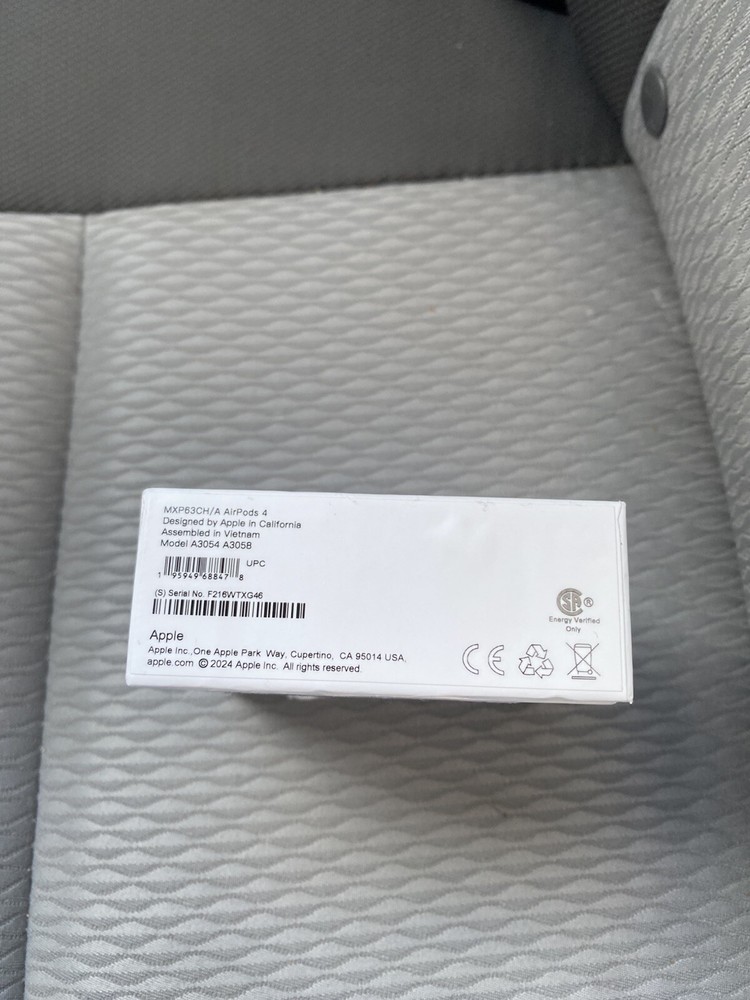 MXP63CH/A AirPods 4
Designed by Apple in California
Assembled in Vietnam
Model A3054 A3058
UPC
1 95949 68847 8
(S) Serial No. F216WTXG46
Apple
Apple Inc.,One Apple Park Way, Cupertino, CA 95014 USA,
apple.com ©2024 Apple Inc. All rights reserved.
SA ®
Energy Verified
Only
CE